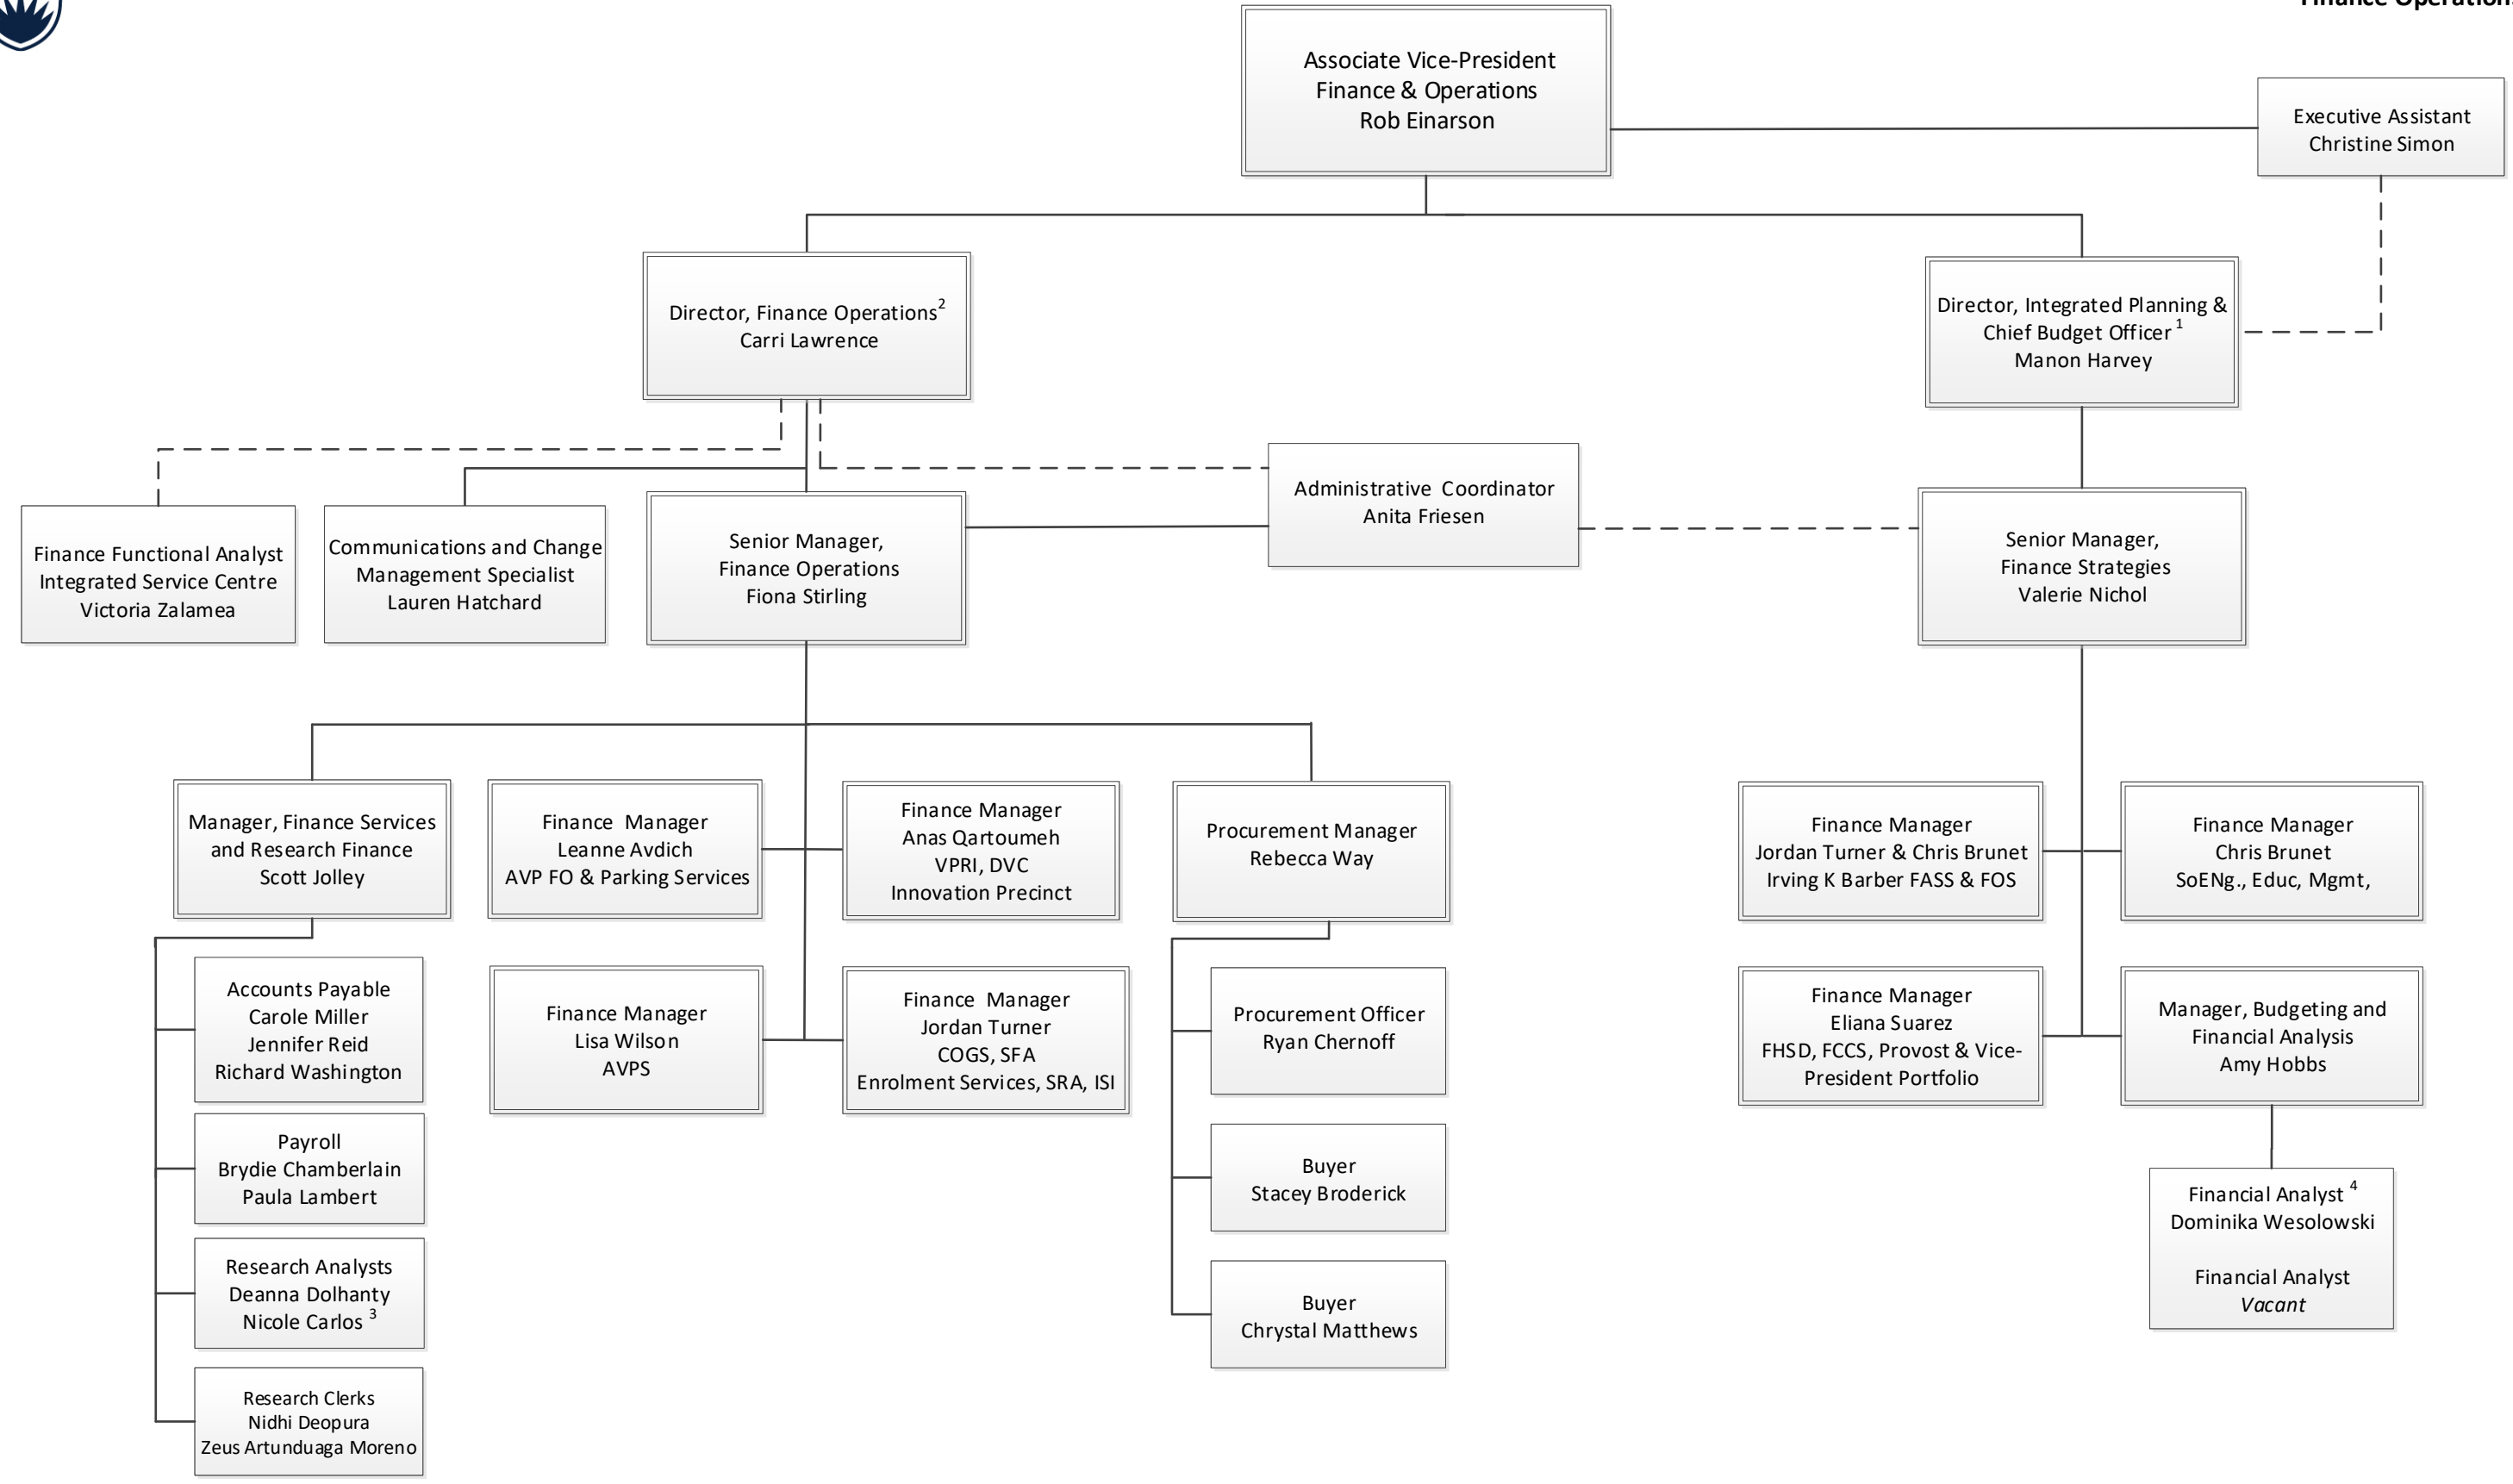 Finance Operation
Associate Vice-President
Finance & Operations
Rob Einarson
Executive Assistant
Christine Simon
Director, Finance Operations2
Carri Lawrence
Director, Integrated Planning &
Chief Budget Officer 1
Manon Harvey
Finance Functional Analyst
Integrated Service Centre
Victoria Zalamea
Communications and Change
Management Specialist
Lauren Hatchard
Senior Manager,
Finance Operations
Fiona Stirling
Administrative Coordinator
Anita Friesen
Senior Manager,
Finance Strategies
Valerie Nichol
Manager, Finance Services
and Research Finance
Scott Jolley
Finance Manager
Leanne Avdich
AVP FO & Parking Services
Finance Manager
Anas Qartoumeh
VPRI, DVC
Innovation Precinct
Procurement Manager
Rebecca Way
Finance Manager
Jordan Turner & Chris Brunet
Irving K Barber FASS & FOS
Finance Manager
Chris Brunet
SoENg., Educ, Mgmt,
Accounts Payable
Carole Miller
Jennifer Reid
Richard Washington
Finance Manager
Lisa Wilson
AVPS
Finance Manager
Jordan Turner
COGS, SFA
Enrolment Services, SRA, ISI
Procurement Officer
Ryan Chernoff
Finance Manager
Eliana Suarez
FHSD, FCCS, Provost & Vice-
President Portfolio
Manager, Budgeting and
Financial Analysis
Amy Hobbs
Payroll
Brydie Chamberlain
Paula Lambert
Buyer
Stacey Broderick
Financial Analyst 4
Dominika Wesolowski
Financial Analyst
Vacant
Research Analysts
Deanna Dolhanty
Nicole Carlos 3
Buyer
Chrystal Matthews
Research Clerks
Nidhi Deopura
Zeus Artunduaga Moreno